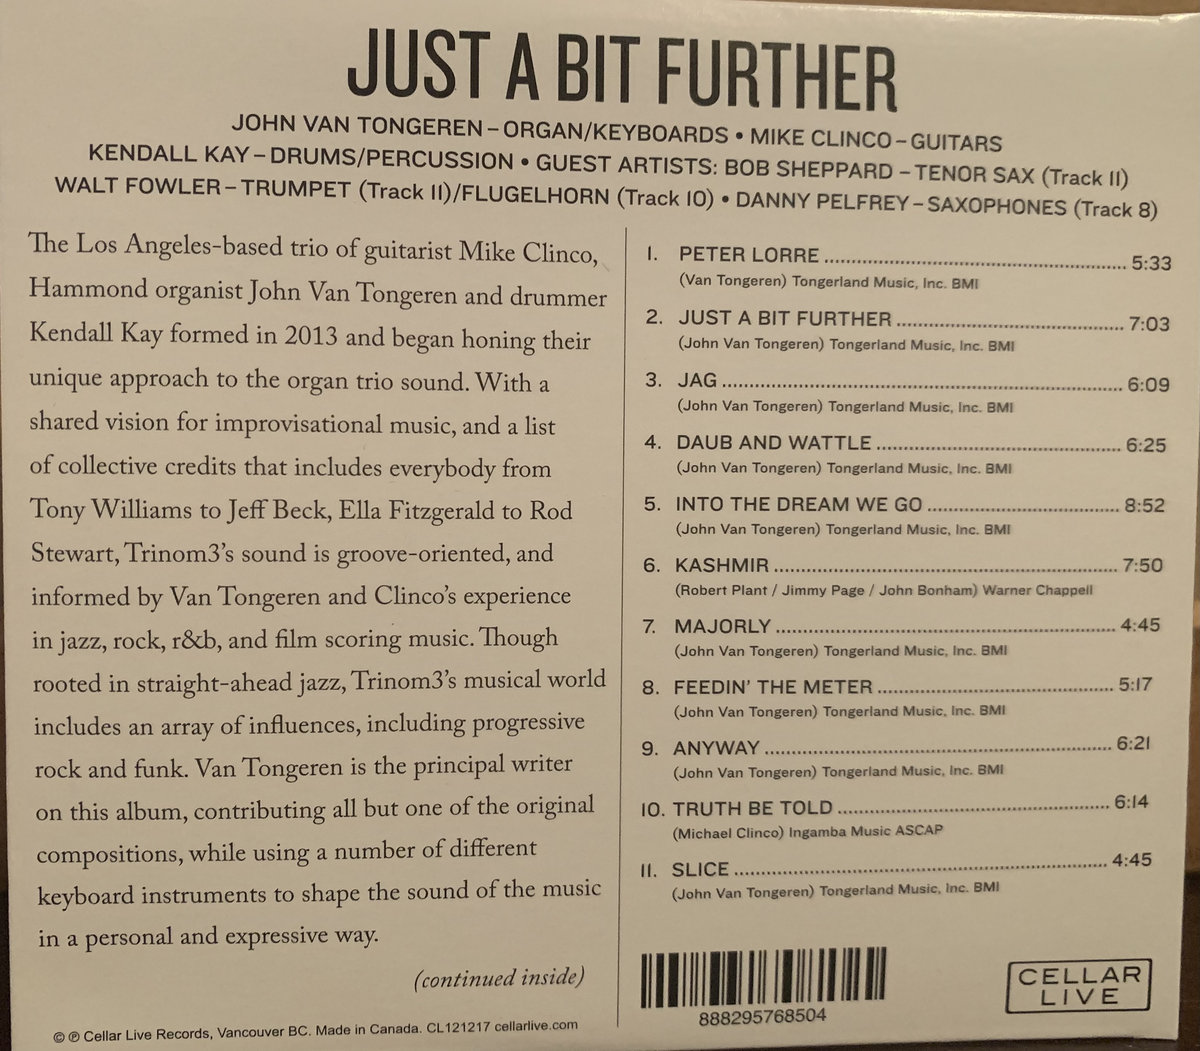 JUST A BIT FURTHER
JOHN VAN TONGEREN – ORGAN/KEYBOARDS • MIKE CLINCO – GUITARS
KENDALL KAY – DRUMS/PERCUSSION • GUEST ARTISTS: BOB SHEPPARD – TENOR SAX (Track 11)
WALT FOWLER – TRUMPET (Track 11)/FLUGELHORN (Track 10) • DANNY PELFREY – SAXOPHONES (Track 8)
The Los Angeles-based trio of guitarist Mike Clinco,
Hammond organist John Van Tongeren and drummer
Kendall Kay formed in 2013 and began honing their
unique approach to the organ trio sound. With a
shared vision for improvisational music, and a list
of collective credits that includes everybody from
Tony Williams to Jeff Beck, Ella Fitzgerald to Rod
Stewart, Trinom3's sound is groove-oriented, and
informed by Van Tongeren and Clinco's experience
in jazz, rock, r&b, and film scoring music. Though
rooted in straight-ahead jazz, Trinom3's musical world
includes an array of influences, including progressive
rock and funk. Van Tongeren is the principal writer
on this album, contributing all but one of the original
compositions, while using a number of different
keyboard instruments to shape the sound of the music
in a personal and expressive way.
(continued inside)
© ℗ Cellar Live Records, Vancouver BC. Made in Canada. CL121217 cellarlive.com
1. PETER LORRE ........ 5:33
(Van Tongeren) Tongerland Music, Inc. BMI
2. JUST A BIT FURTHER ........ 7:03
(John Van Tongeren) Tongerland Music, Inc. BMI
3. JAG ........ 6:09
(John Van Tongeren) Tongerland Music, Inc. BMI
4. DAUB AND WATTLE ........ 6:25
(John Van Tongeren) Tongerland Music, Inc. BMI
5. INTO THE DREAM WE GO ........ 8:52
(John Van Tongeren) Tongerland Music, Inc. BMI
6. KASHMIR ........ 7:50
(Robert Plant / Jimmy Page / John Bonham) Warner Chappell
7. MAJORLY ........ 4:45
(John Van Tongeren) Tongerland Music, Inc. BMI
8. FEEDIN' THE METER ........ 5:17
(John Van Tongeren) Tongerland Music, Inc. BMI
9. ANYWAY ........ 6:21
(John Van Tongeren) Tongerland Music, Inc. BMI
10. TRUTH BE TOLD ........ 6:14
(Michael Clinco) Ingamba Music ASCAP
11. SLICE ........ 4:45
(John Van Tongeren) Tongerland Music, Inc. BMI
888295768504
CELLAR
LIVE